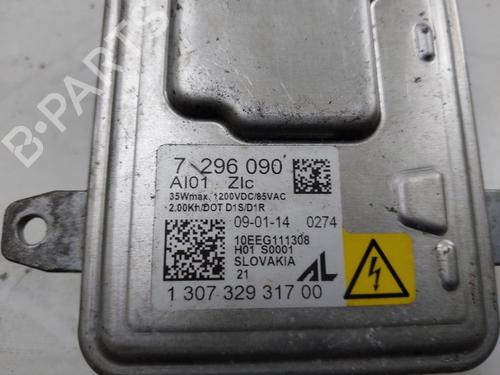 B-PARTS
7 296 090
AI01 Zlc
35Wmax, 1200VDC/85VAC
2.00Kh/DOT D1S/D1R
09-01-14 0274
10EEG111308
H01 S0001
SLOVAKIA
21
AL
1 307 329 317 00